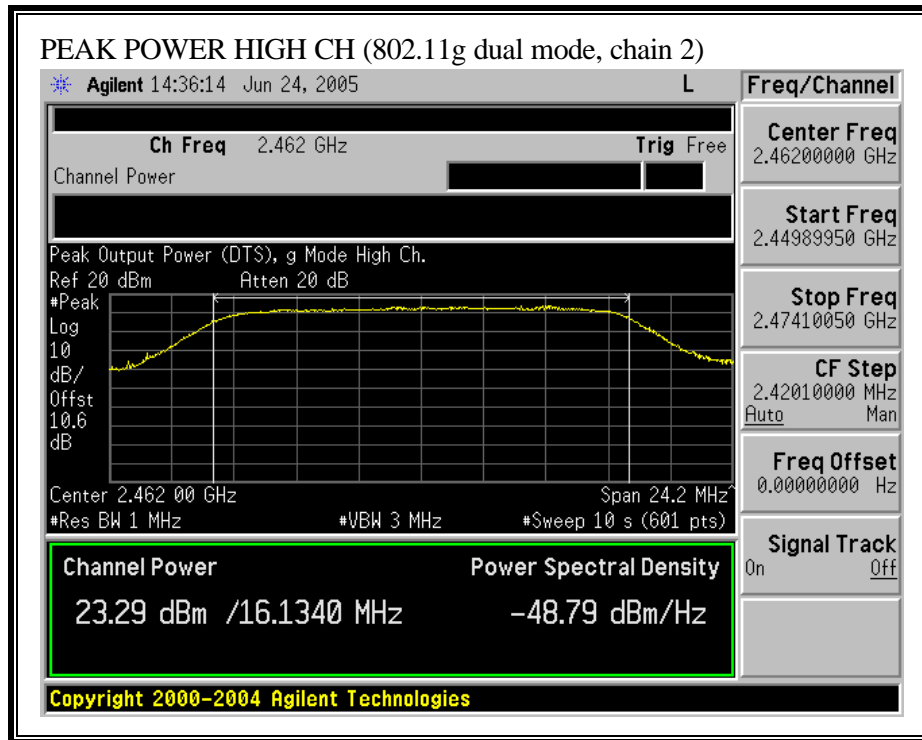 PEAK POWER HIGH CH (802.11g dual mode, chain 2)
Agilent 14:36:14 Jun 24, 2005 L
Freq/Channel
Ch Freq 2.462 GHz Trig Free
Channel Power
Center Freq
2.46200000 GHz
Start Freq
2.44989950 GHz
Stop Freq
2.47410050 GHz
CF Step
2.42010000 MHz
Auto Man
Freq Offset
0.00000000 Hz
Signal Track
On Off
Peak Output Power (DTS), g Mode High Ch.
Ref 20 dBm Atten 20 dB
#Peak
Log
10
dB/
Offst
10.6
dB
Center 2.462 00 GHz Span 24.2 MHz^
#Res BW 1 MHz #VBW 3 MHz #Sweep 10 s (601 pts)
Channel Power Power Spectral Density
23.29 dBm /16.1340 MHz -48.79 dBm/Hz
Copyright 2000-2004 Agilent Technologies